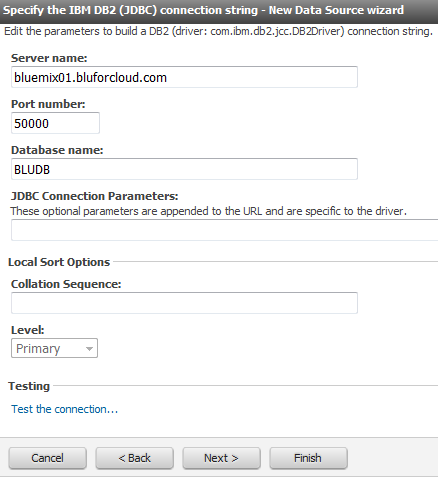 Specify the IBM DB2 (JDBC) connection string - New Data Source wizard
Edit the parameters to build a DB2 (driver: com.ibm.db2.jcc.DB2Driver) connection string.
Server name:
bluemix01.bluforcloud.com
Port number:
50000
Database name:
BLUDB
JDBC Connection Parameters:
These optional parameters are appended to the URL and are specific to the driver.
Local Sort Options
Collation Sequence:
Level:
Primary
Testing
Test the connection...
Cancel < Back Next > Finish